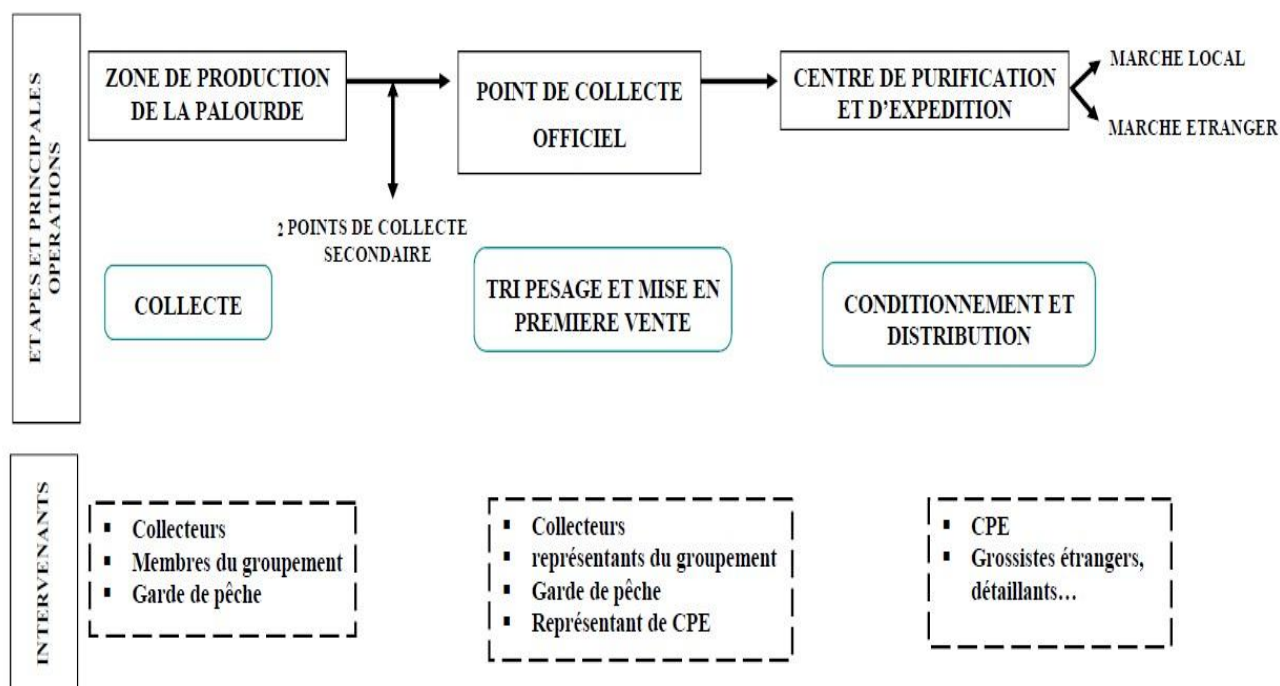 ETAPES ET PRINCIPALES
OPERATIONS
ZONE DE PRODUCTION
DE LA PALOURDE
POINT DE COLLECTE
OFFICIEL
CENTRE DE PURIFICATION
ET D’EXPEDITION
MARCHE LOCAL
MARCHE ETRANGER
2 POINTS DE COLLECTE
SECONDAIRE
COLLECTE
TRI PESAGE ET MISE EN
PREMIERE VENTE
CONDITIONNEMENT ET
DISTRIBUTION
INTERVENANTS
▪ Collecteurs
▪ Membres du groupement
▪ Garde de pêche
▪ Collecteurs
▪ représentants du groupement
▪ Garde de pêche
▪ Représentant de CPE
▪ CPE
▪ Grossistes étrangers,
détaillants…